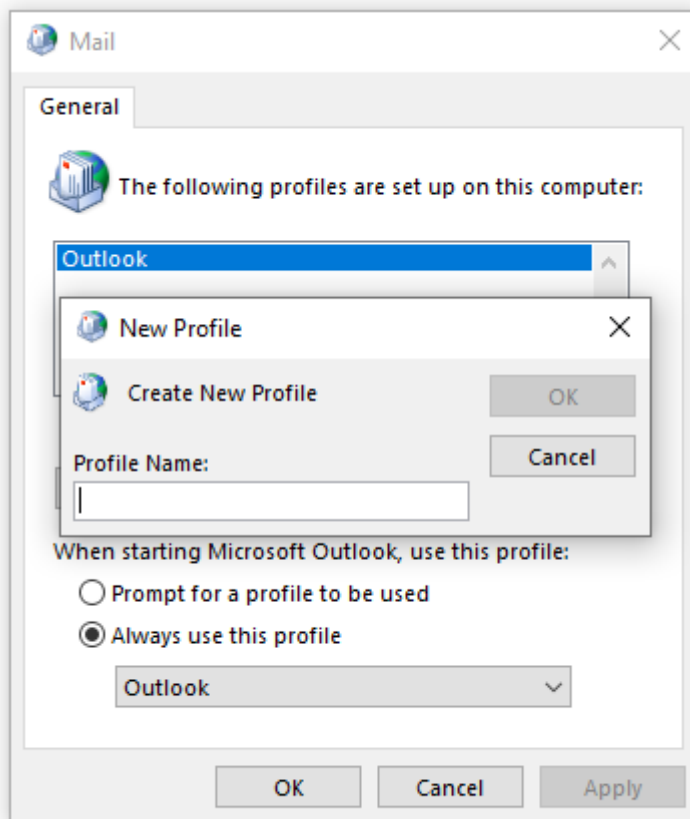 Mail
General
The following profiles are set up on this computer:
Outlook
New Profile
Create New Profile
OK
Profile Name:
Cancel
When starting Microsoft Outlook, use this profile:
Prompt for a profile to be used
Always use this profile
Outlook
OK Cancel Apply